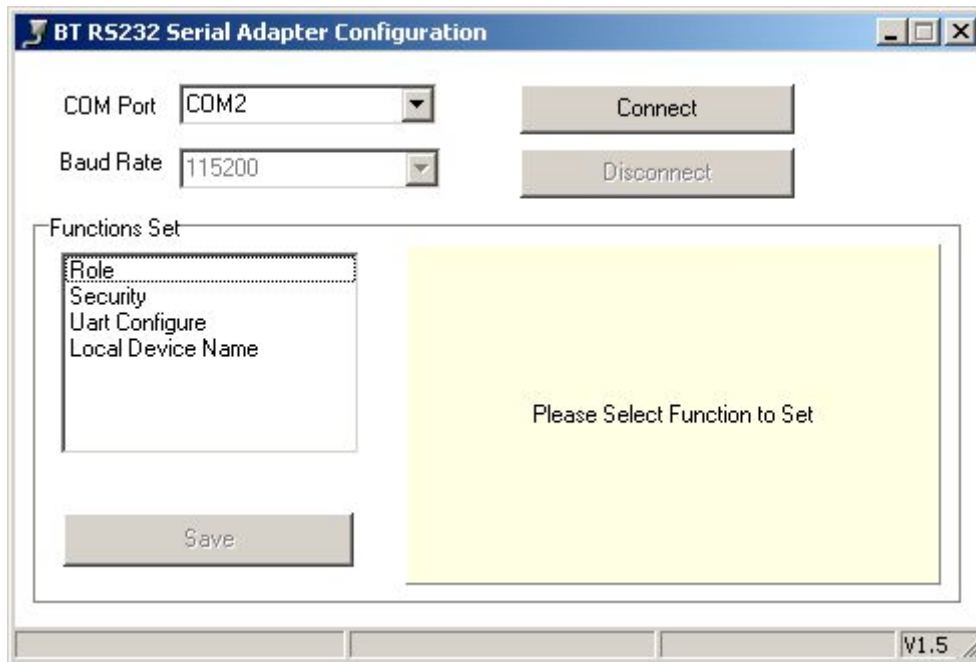 BT RS232 Serial Adapter Configuration
COM Port
COM2
Connect
Baud Rate
115200
Disconnect
Functions Set
Role
Security
Uart Configure
Local Device Name
Please Select Function to Set
Save
V1.5